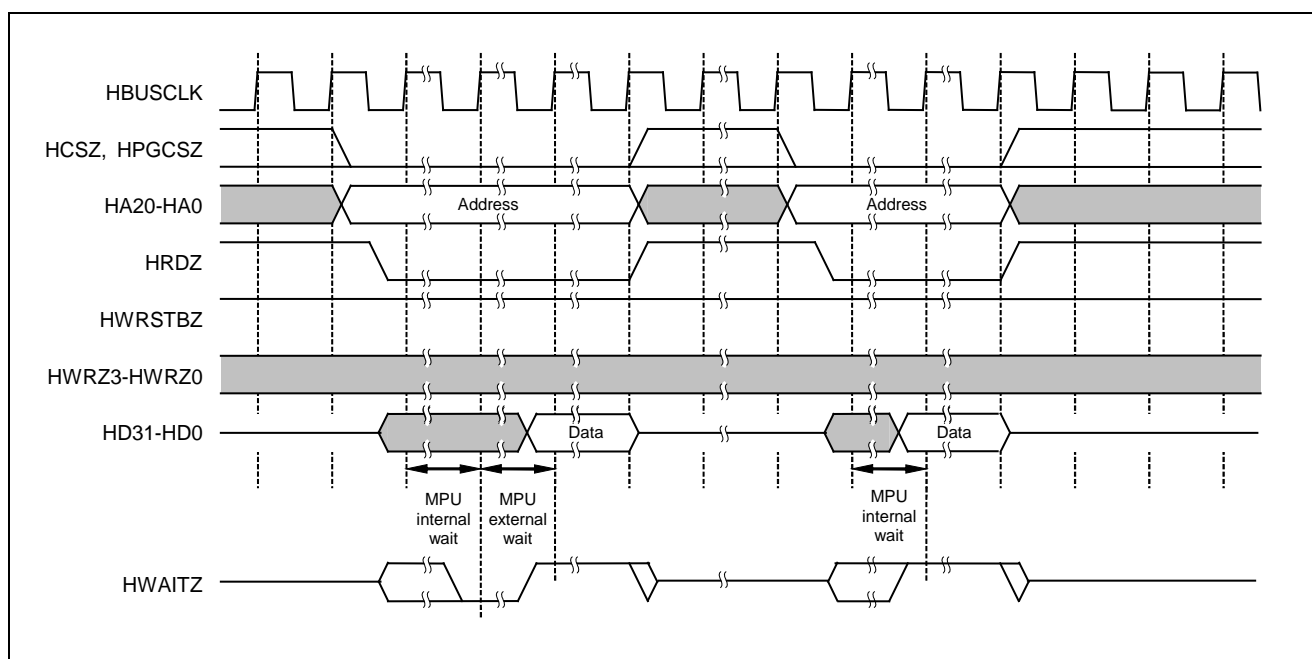 HBUSCLK
HCSZ, HPGCSZ
HA20-HA0
Address
Address
HRDZ
HWRSTBZ
HWRZ3-HWRZ0
HD31-HD0
Data
Data
MPU
internal
wait
MPU
external
wait
MPU
internal
wait
HWAITZ